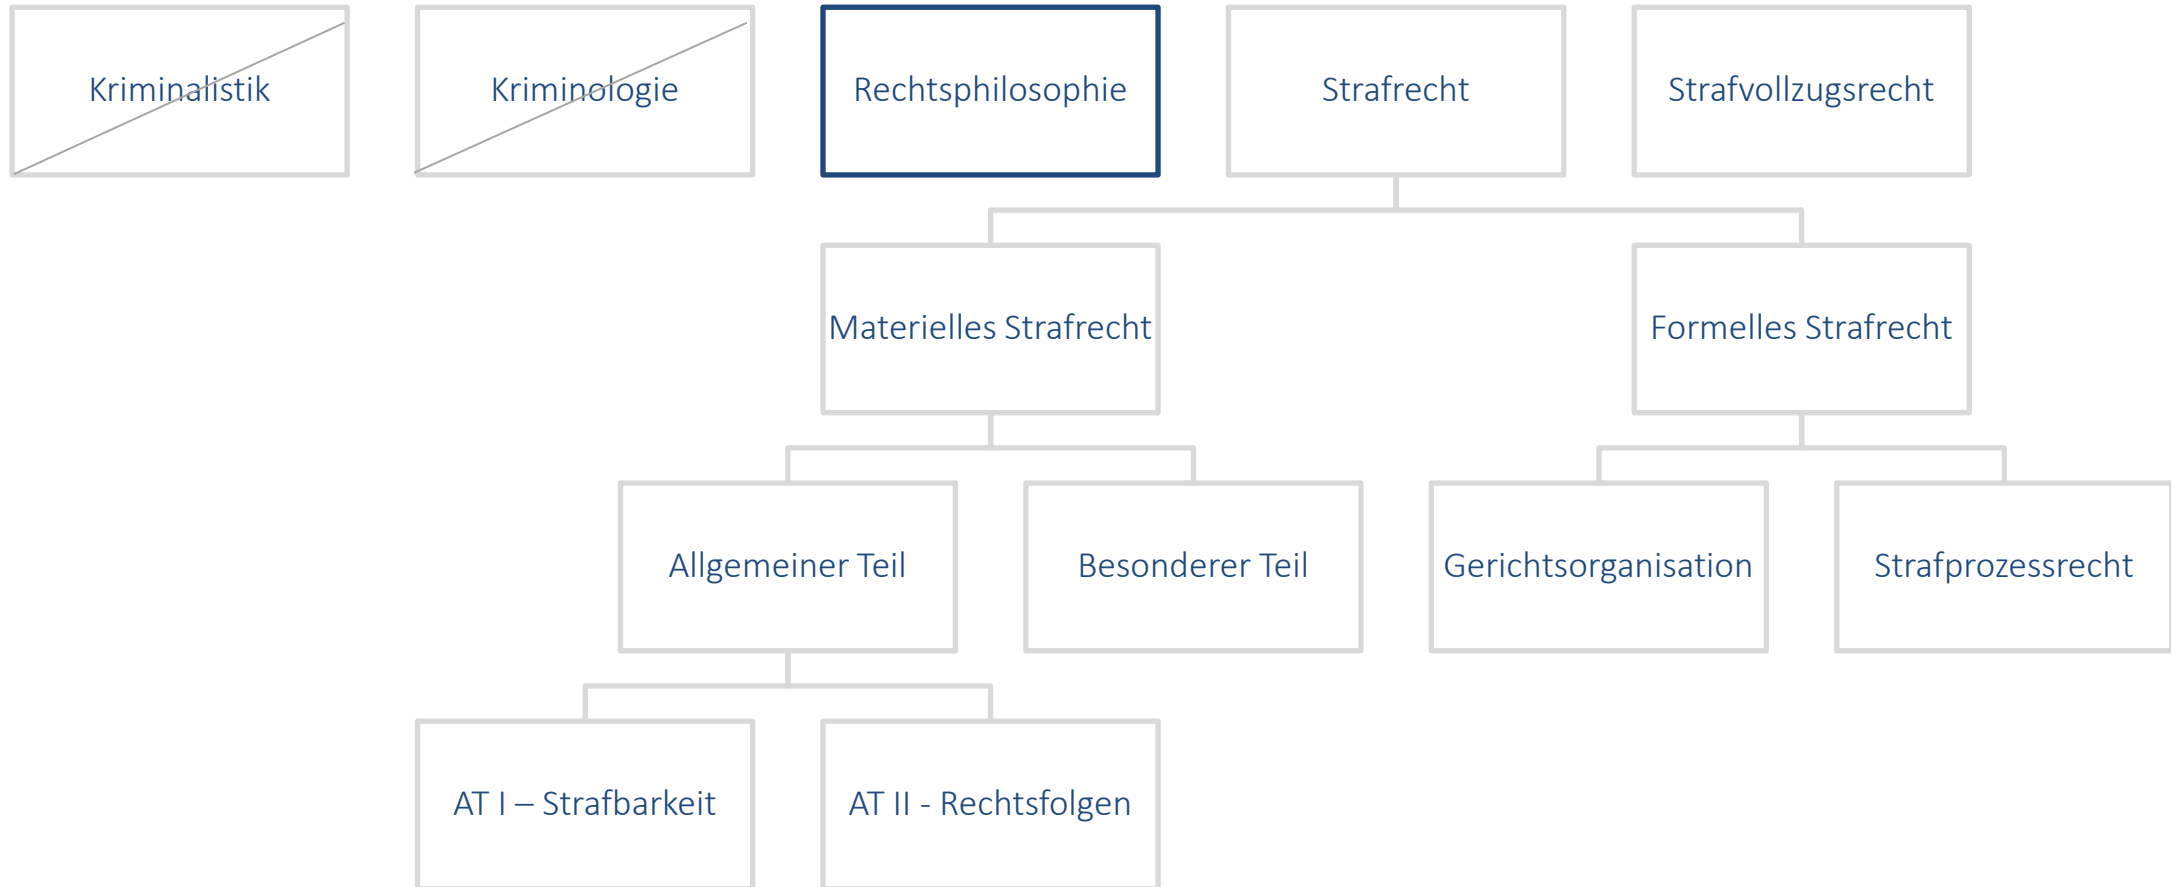 Kriminalistik
Kriminologie
Rechtsphilosophie
Strafrecht
Strafvollzugsrecht
Materielles Strafrecht
Formelles Strafrecht
Allgemeiner Teil
Besonderer Teil
Gerichtsorganisation
Strafprozessrecht
AT I – Strafbarkeit
AT II - Rechtsfolgen